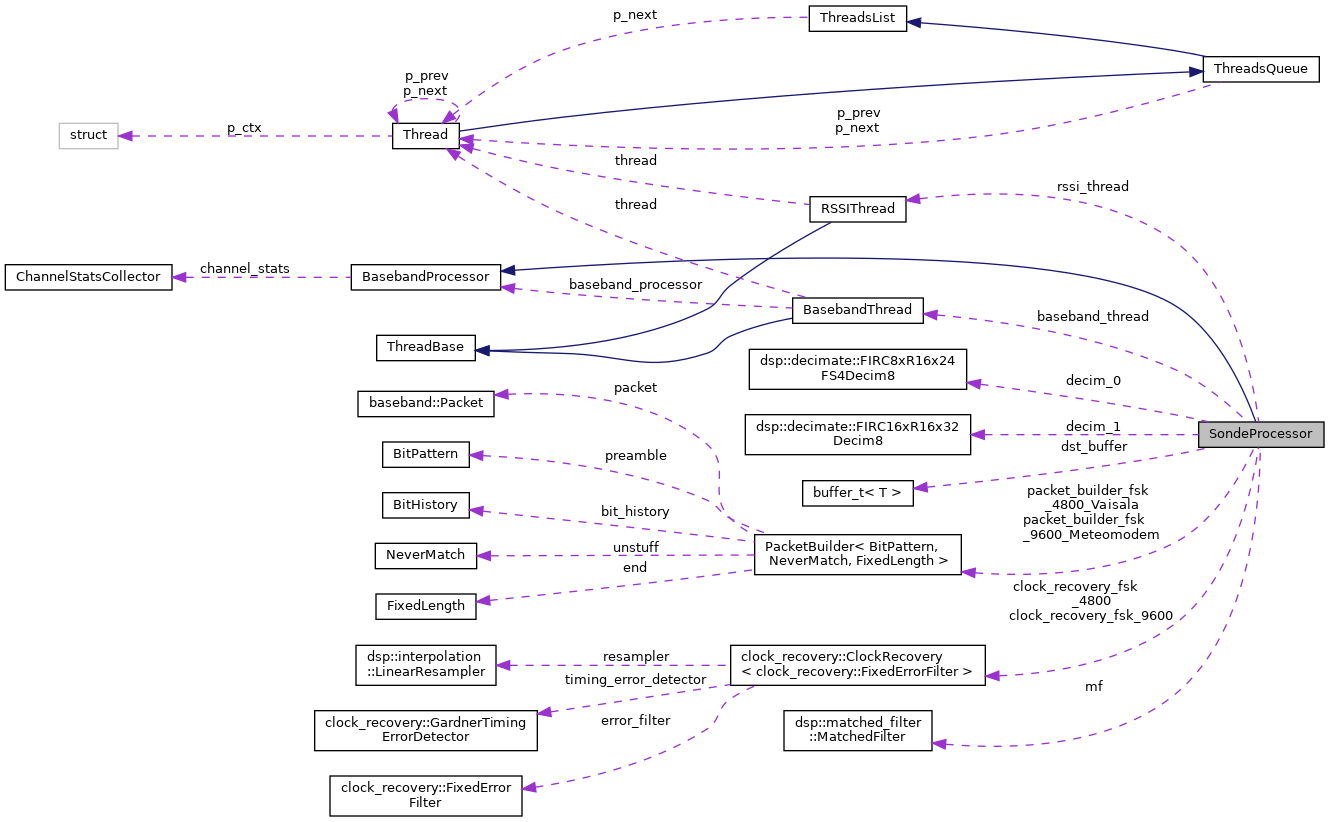 p_next
ThreadsList
ThreadsQueue
p_prev
p_next
p_prev
p_next
struct
p_ctx
Thread
thread
rssi_thread
thread
RSSIThread
ChannelStatsCollector
channel_stats
BasebandProcessor
baseband_processor
BasebandThread
baseband_thread
ThreadBase
dsp::decimate::FIRC8xR16x24
FS4Decim8
decim_0
baseband::Packet
packet
dsp::decimate::FIRC16xR16x32
Decim8
decim_1
SondeProcessor
dst_buffer
BitPattern
preamble
buffer_t< T >
packet_builder_fsk
_4800_Vaisala
packet_builder_fsk
_9600_Meteomodem
BitHistory
bit_history
NeverMatch
unstuff
PacketBuilder< BitPattern,
NeverMatch, FixedLength >
end
FixedLength
clock_recovery_fsk
_4800
clock_recovery_fsk_9600
dsp::interpolation
::LinearResampler
resampler
clock_recovery::ClockRecovery
< clock_recovery::FixedErrorFilter >
timing_error_detector
mf
clock_recovery::GardnerTiming
ErrorDetector
error_filter
dsp::matched_filter
::MatchedFilter
clock_recovery::FixedError
Filter